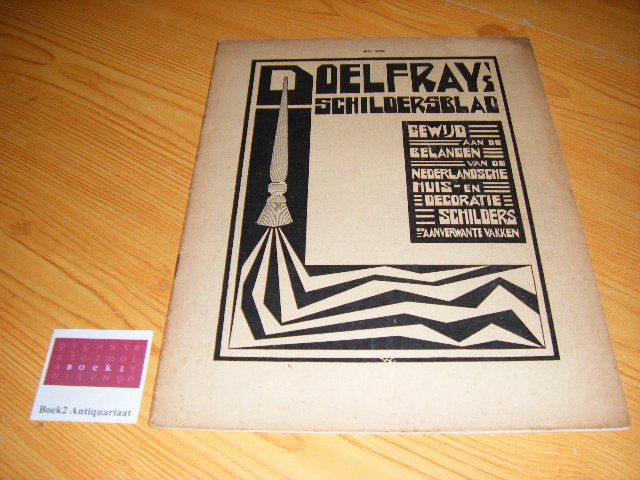 DOELFRAY'S
SCHILDERSBLAD
GEWIJD
AAN DE
BELANGEN
VAN DE
NEDERLANDSCHE
HUIS- EN
DECORATIE
SCHILDERS
EN AANVERWANTE VAKKEN
BOEK2
Boek2 Antiquariaat